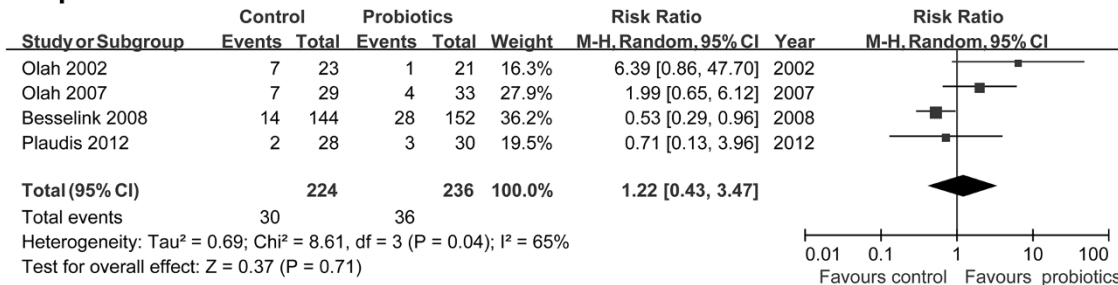 Control Probiotics Risk Ratio Risk Ratio
Study or Subgroup Events Total Events Total Weight M-H, Random, 95% CI Year M-H, Random, 95% CI
Olah 2002 7 23 1 21 16.3% 6.39 [0.86, 47.70] 2002
Olah 2007 7 29 4 33 27.9% 1.99 [0.65, 6.12] 2007
Besselink 2008 14 144 28 152 36.2% 0.53 [0.29, 0.96] 2008
Plaudis 2012 2 28 3 30 19.5% 0.71 [0.13, 3.96] 2012
Total (95% CI) 224 236 100.0% 1.22 [0.43, 3.47]
Total events 30 36
Heterogeneity: Tau² = 0.69; Chi² = 8.61, df = 3 (P = 0.04); I² = 65%
Test for overall effect: Z = 0.37 (P = 0.71)
0.01 0.1 1 10 100
Favours control Favours probiotics